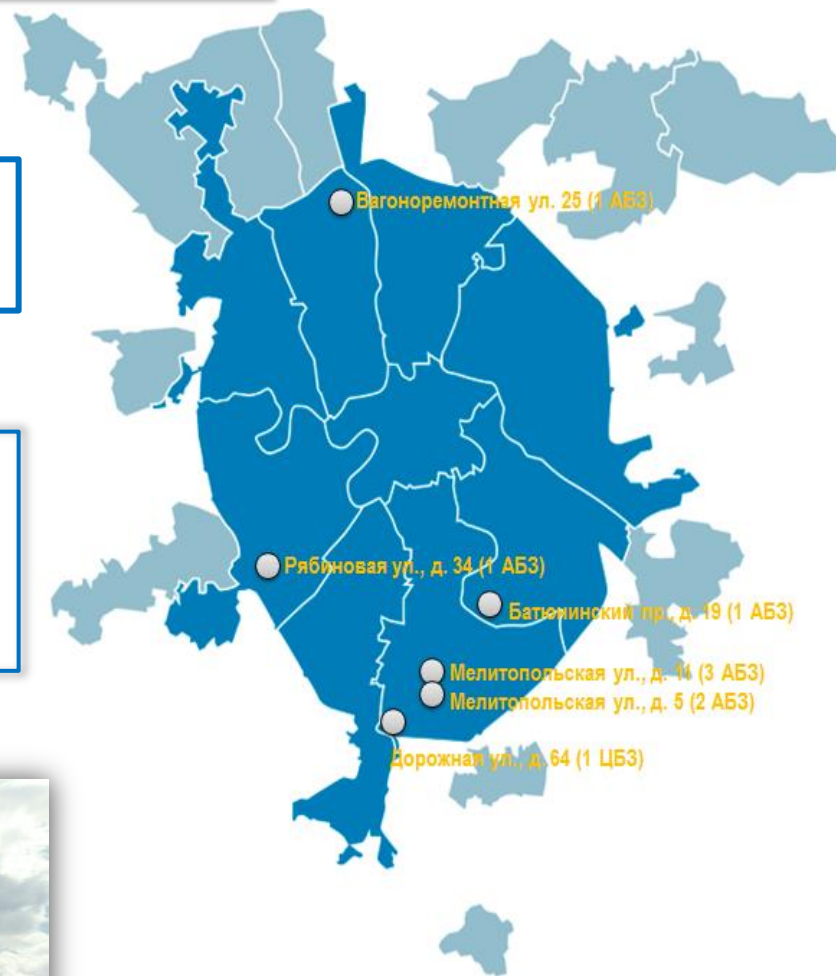 Вагоноремонтная ул. 25 (1 АБЗ)
Рябиновая ул., д. 34 (1 АБЗ)
Батюнинский пр., д. 19 (1 АБЗ)
Мелитопольская ул., д. 11 (3 АБЗ)
Мелитопольская ул., д. 5 (2 АБЗ)
Дорожная ул., д. 64 (1 ЦБЗ)